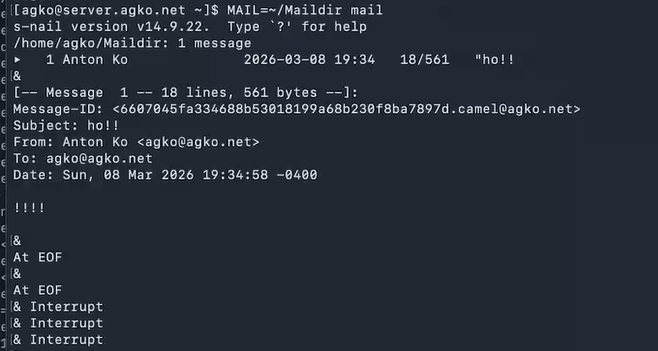 [agko@server.agko.net ~]$ MAIL=~/Maildir mail
s-nail version v14.9.22.  Type `?' for help
/home/agko/Maildir: 1 message
▸   1 Anton Ko              2026-03-08 19:34   18/561   "ho!!
&
[-- Message  1 -- 18 lines, 561 bytes --]:
Message-ID: <6607045fa334688b53018199a68b230f8ba7897d.camel@agko.net>
Subject: ho!!
From: Anton Ko <agko@agko.net>
To: agko@agko.net
Date: Sun, 08 Mar 2026 19:34:58 -0400

!!!!

&
At EOF
&
At EOF
& Interrupt
& Interrupt
& Interrupt